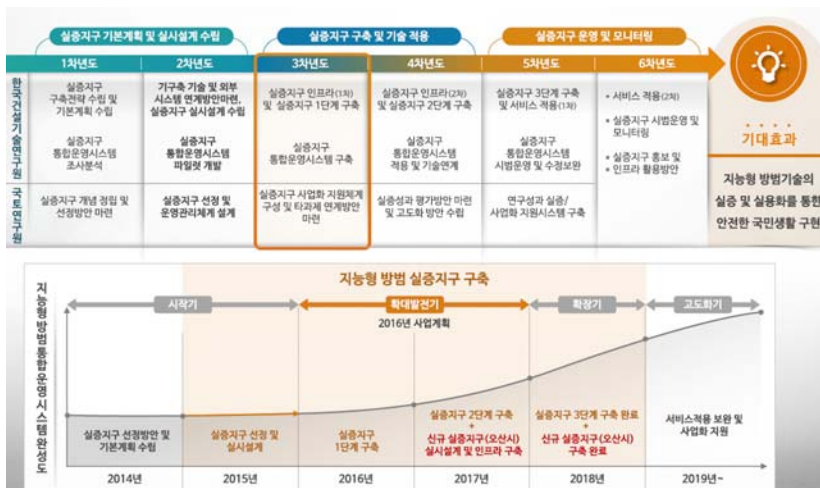 실증지구 기본계획 및 실시설계 수립
실증지구 구축 및 기술 적용
실증지구 운영 및 모니터링
1차년도
2차년도
3차년도
4차년도
5차년도
6차년도
한국건설기술연구원
실증지구
구축전략 수립 및
기본계획 수립
기구축 기술 및 외부
시스템 연계방안마련,
실증지구 실시설계 수립
실증지구 인프라(1차)
및 실증지구 1단계 구축
실증지구 인프라(2차)
및 실증지구 2단계 구축
실증지구 3단계 구축
및 서비스 적용(1차)
• 서비스 적용(2차)
• 실증지구 시범운영 및
모니터링
• 실증지구 홍보 및
• 인프라 활용방안
실증지구
통합운영시스템
조사분석
실증지구
통합운영시스템
파일럿 개발
실증지구
통합운영시스템 구축
실증지구
통합운영시스템
적용 및 기술연계
실증지구
통합운영시스템
시범운영 및 수정보완
국토연구원
실증지구 개념 정립 및
선정방안 마련
실증지구 선정 및
운영관리체계 설계
실증지구 사업화 지원체계
구성 및 타과제 연계방안
마련
실증성과 평가방안 마련
및 고도화 방안 수립
연구성과 실증/
사업화 지원시스템 구축
기대효과
지능형 방범기술의
실증 및 실용화를 통한
안전한 국민생활 구현
지능형 방범 실증지구 구축
지능형 방범통합운영시스템완성도
시작기
확대발전기
확장기
고도화기
2016년 사업계획
실증지구 선정방안 및
기본계획 수립
실증지구 선정 및
실시설계
실증지구
1단계 구축
실증지구 2단계 구축
+
신규 실증지구(오산시)
실시설계 및 인프라 구축
실증지구 3단계 구축 완료
+
신규 실증지구(오산시)
구축 완료
서비스적용 보완 및
사업화 지원
2014년
2015년
2016년
2017년
2018년
2019년~